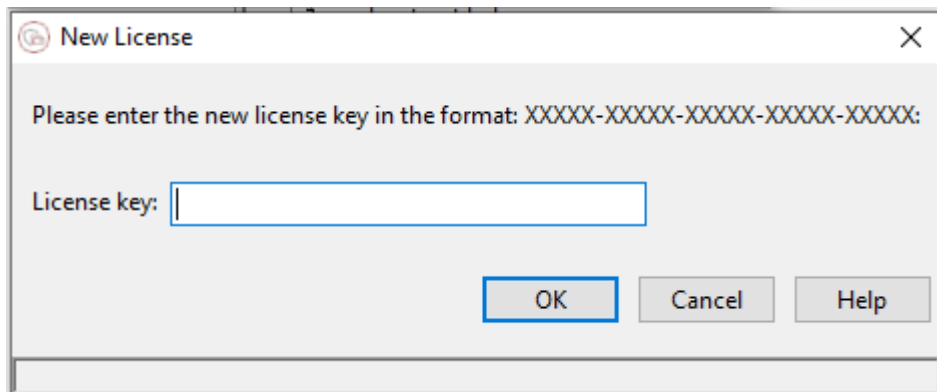 New License
Please enter the new license key in the format: XXXXX-XXXXX-XXXXX-XXXXX-XXXXX:
License key:
OK Cancel Help